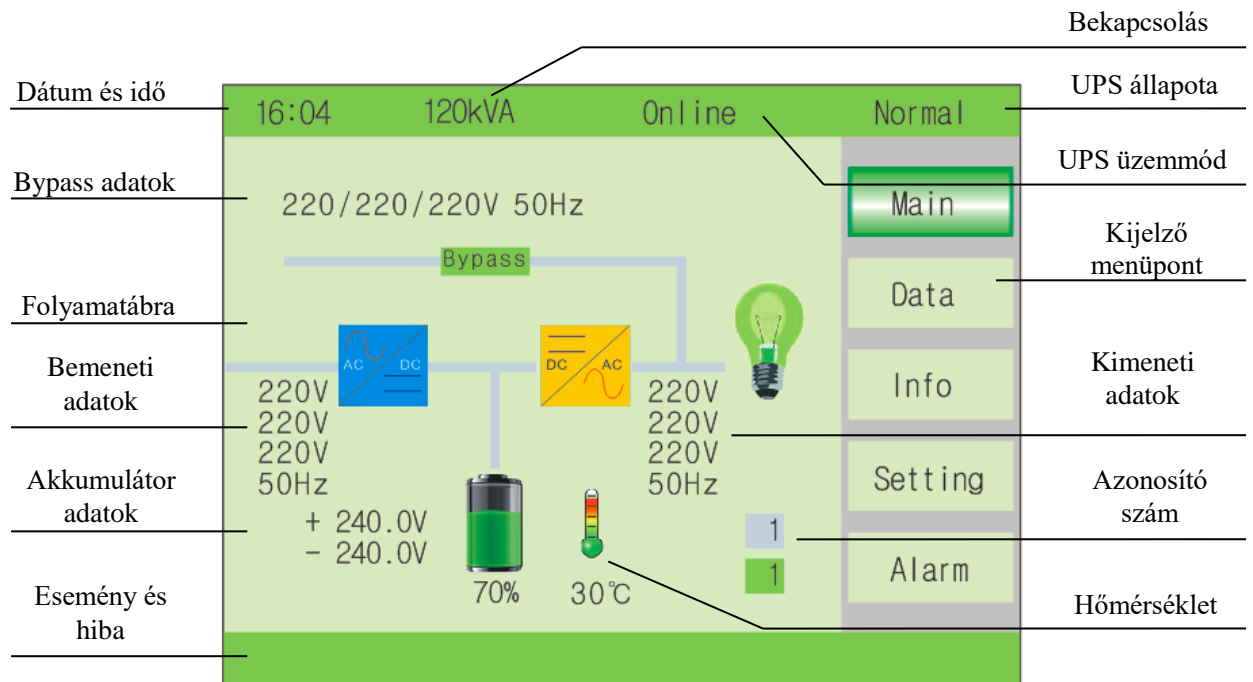 Bekapcsolás
Dátum és idő
UPS állapota
16:04 120kVA Online Normal
Bypass adatok
UPS üzemmód
220/220/220V 50Hz
Main
Kijelző
menüpont
Bypass
Data
Folyamatábra
AC DC
DC AC
Bemeneti
adatok
Kimeneti
adatok
220V
220V
220V
50Hz
220V
220V
220V
50Hz
Info
Akkumulátor
adatok
Setting
Azonosító
szám
+ 240.0V
- 240.0V
1
1
70%
30℃
Alarm
Esemény és
hiba
Hőmérséklet